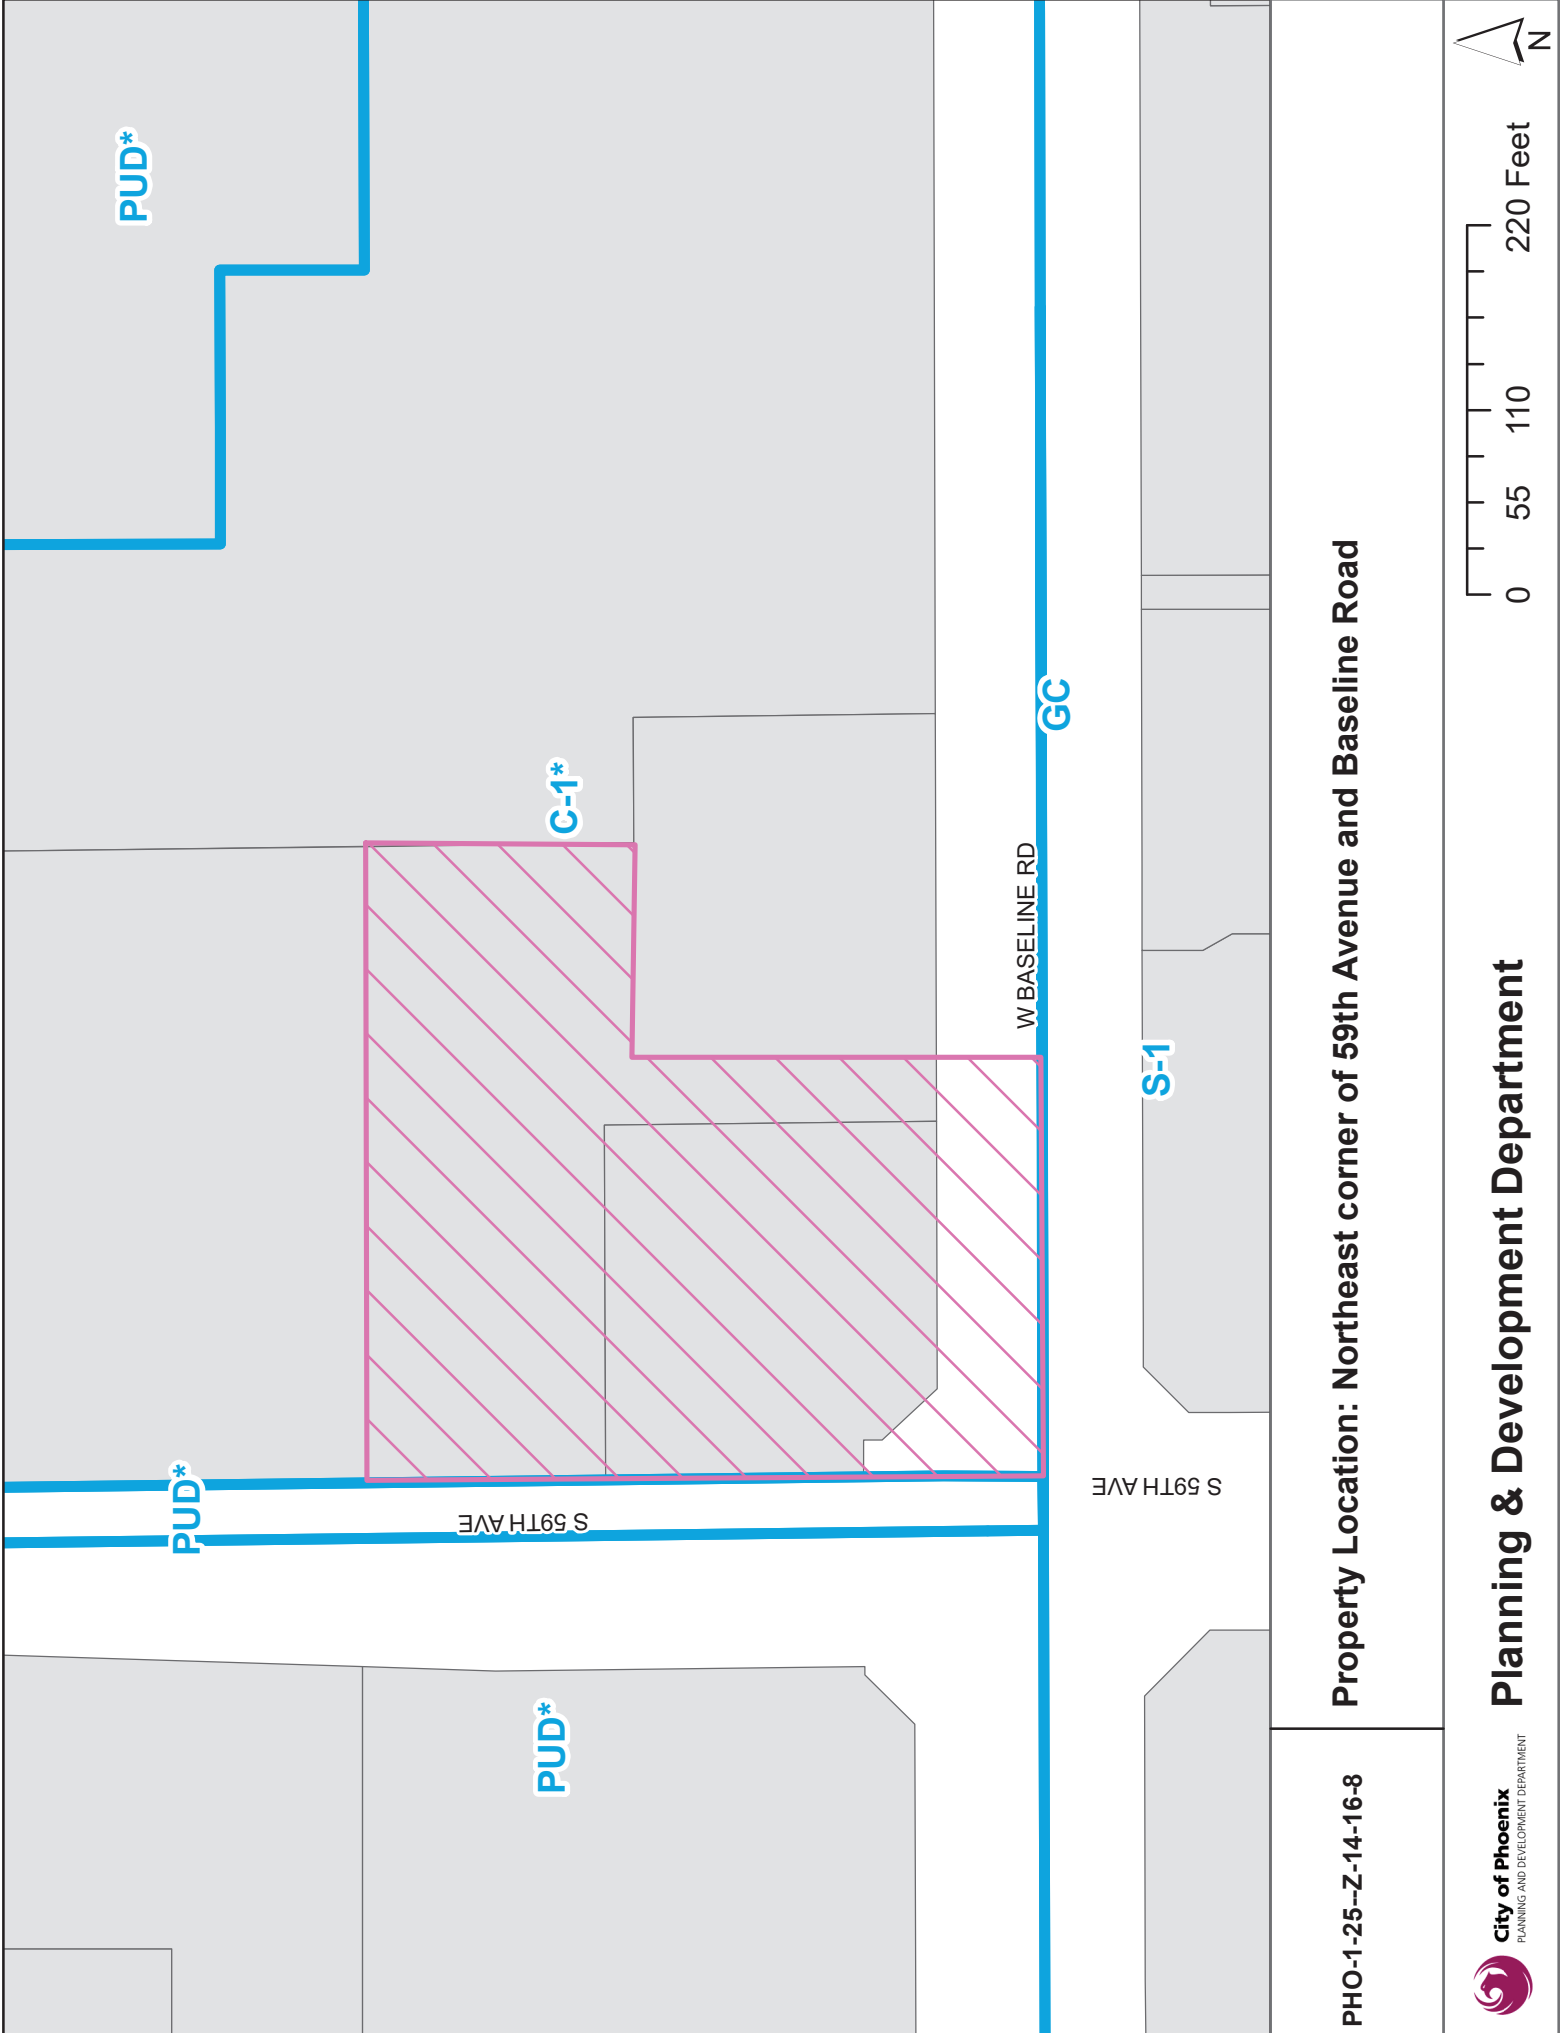 PUD*
PUD*
PUD*
C-1*
S 59TH AVE
W BASELINE RD
GC
S-1
S 59TH AVE
PHO-1-25--Z-14-16-8
Property Location: Northeast corner of 59th Avenue and Baseline Road
City of Phoenix
PLANNING AND DEVELOPMENT DEPARTMENT
Planning & Development Department
0 55 110 220 Feet
N